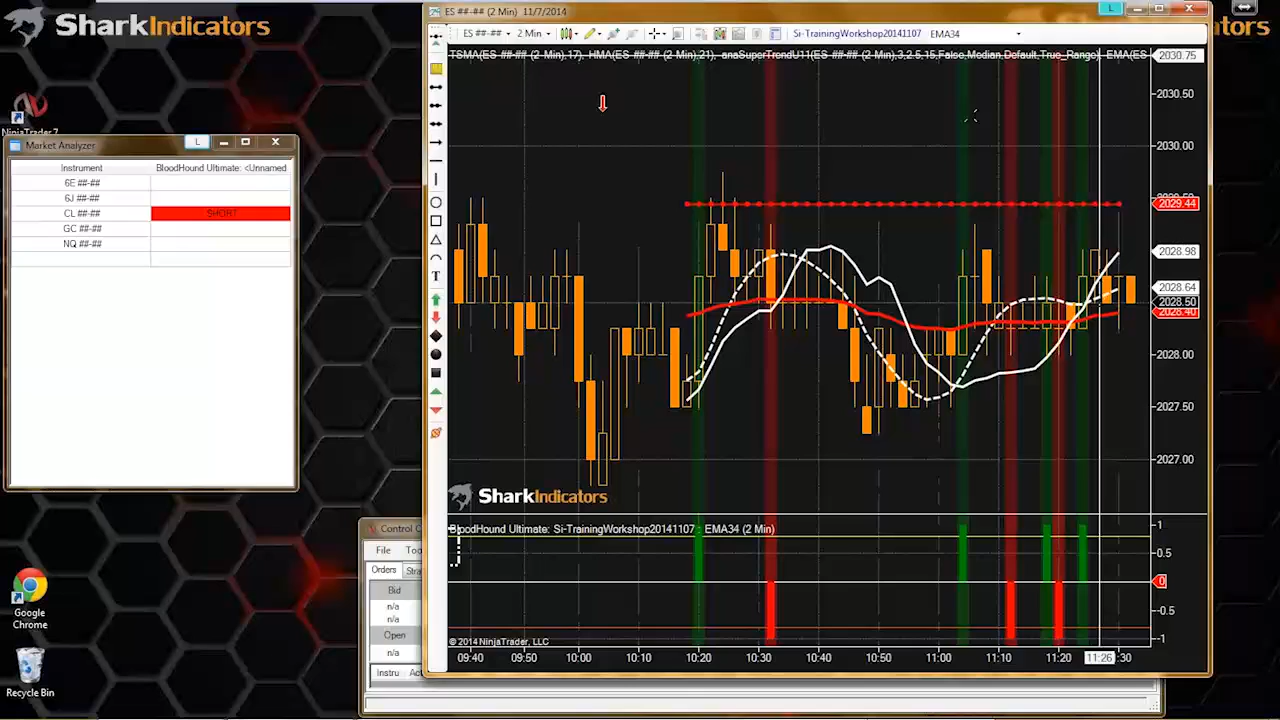 SharkIndicators
ES ##-## (2 Min) 11/7/2014
L
ES ##-##
2 Min
Si-TrainingWorkshop20141107
EMA34
TSMA(ES ##-## (2 Min),17), HMA(ES ##-## (2 Min),21), anaSuperTrendU11(ES ##-## (2 Min),3,2.5,15,False,Median,Default,True_Range), EMA(ES
2030.75
2030.50
NinjaTrader 7
2030.00
Market Analyzer
L
Instrument
BloodHound Ultimate: <Unnamed
6E ##-##
6J ##-##
CL ##-##
SHORT
GC ##-##
NQ ##-##
2029.44
2028.98
2028.64
2028.50
2028.40
2028.00
2027.50
2027.00
T
SharkIndicators
BloodHound Ultimate: Si-TrainingWorkshop20141107 : EMA34 (2 Min)
1
0.5
0
-0.5
-1
© 2014 NinjaTrader, LLC
09:40
09:50
10:00
10:10
10:20
10:30
10:40
10:50
11:00
11:10
11:20
11:26
:30
Control C
File
Orders
Bid
n/a
n/a
Open
n/a
Instru
Google
Chrome
Recycle Bin